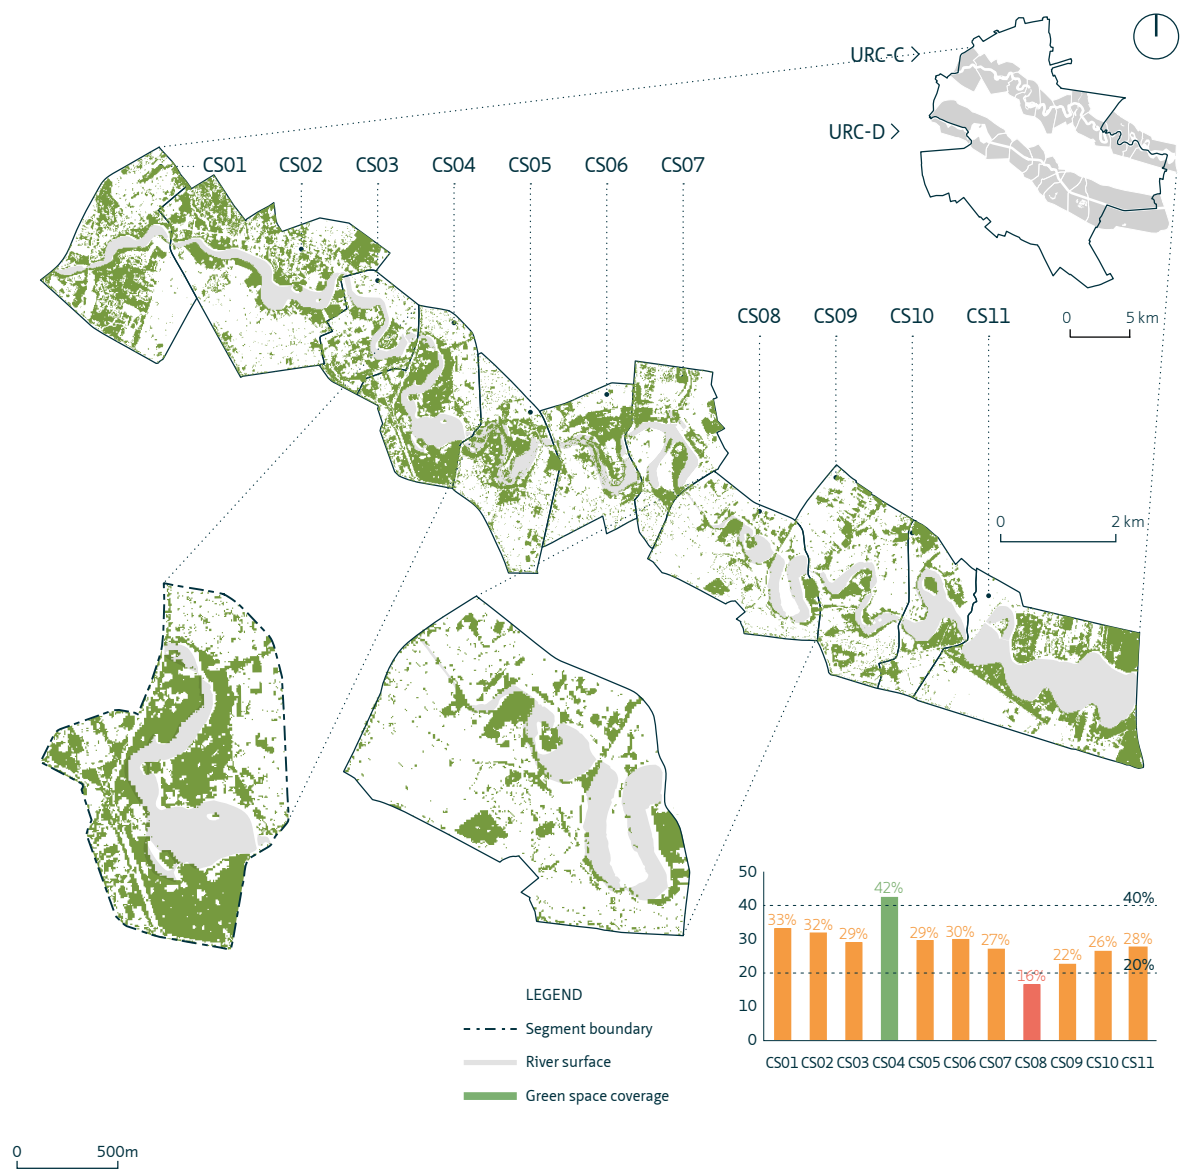 URC-C
URC-D
CS01 CS02 CS03 CS04 CS05 CS06 CS07
CS08 CS09 CS10 CS11
0 5 km
0 2 km
50
40
30
20
10
0
40%
20%
33% 32% 29% 42% 29% 30% 27% 16% 22% 26% 28%
CS01 CS02 CS03 CS04 CS05 CS06 CS07 CS08 CS09 CS10 CS11
LEGEND
Segment boundary
River surface
Green space coverage
0 500m